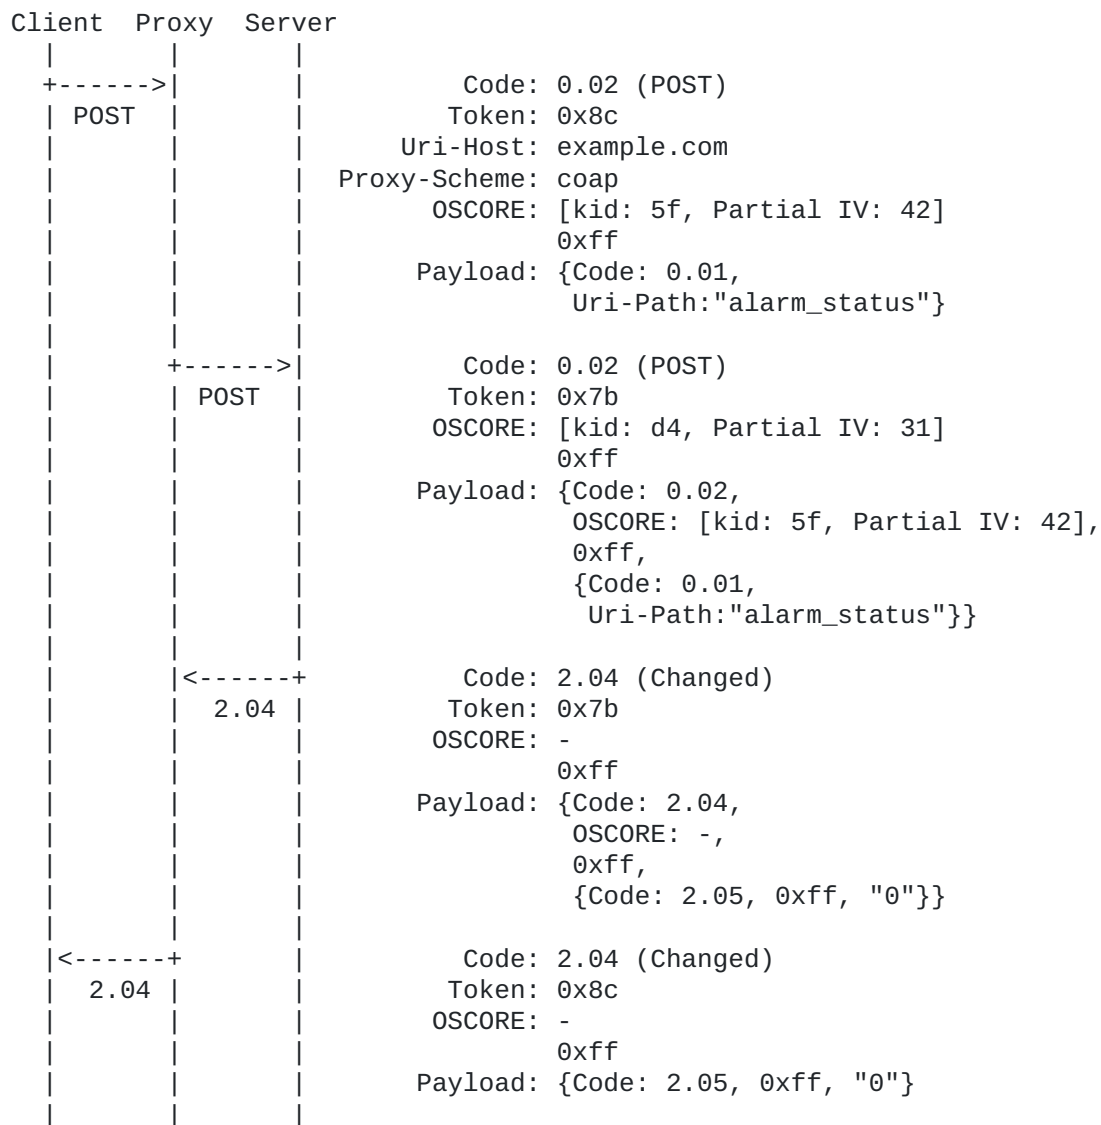 Client  Proxy  Server
  |       |       |
  +------>|       |          Code: 0.02 (POST)
  | POST  |       |         Token: 0x8c
  |       |       |      Uri-Host: example.com
  |       |       |  Proxy-Scheme: coap
  |       |       |        OSCORE: [kid: 5f, Partial IV: 42]
  |       |       |                0xff
  |       |       |       Payload: {Code: 0.01,
  |       |       |                 Uri-Path:"alarm_status"}
  |       |       |
  |       +------>|          Code: 0.02 (POST)
  |       | POST  |         Token: 0x7b
  |       |       |        OSCORE: [kid: d4, Partial IV: 31]
  |       |       |                0xff
  |       |       |       Payload: {Code: 0.02,
  |       |       |                 OSCORE: [kid: 5f, Partial IV: 42],
  |       |       |                 0xff,
  |       |       |                 {Code: 0.01,
  |       |       |                  Uri-Path:"alarm_status"}}
  |       |       |
  |       |<------+          Code: 2.04 (Changed)
  |       |  2.04 |         Token: 0x7b
  |       |       |        OSCORE: -
  |       |       |                0xff
  |       |       |       Payload: {Code: 2.04,
  |       |       |                 OSCORE: -,
  |       |       |                 0xff,
  |       |       |                 {Code: 2.05, 0xff, "0"}}
  |       |       |
  |<------+       |          Code: 2.04 (Changed)
  |  2.04 |       |         Token: 0x8c
  |       |       |        OSCORE: -
  |       |       |                0xff
  |       |       |       Payload: {Code: 2.05, 0xff, "0"}
  |       |       |